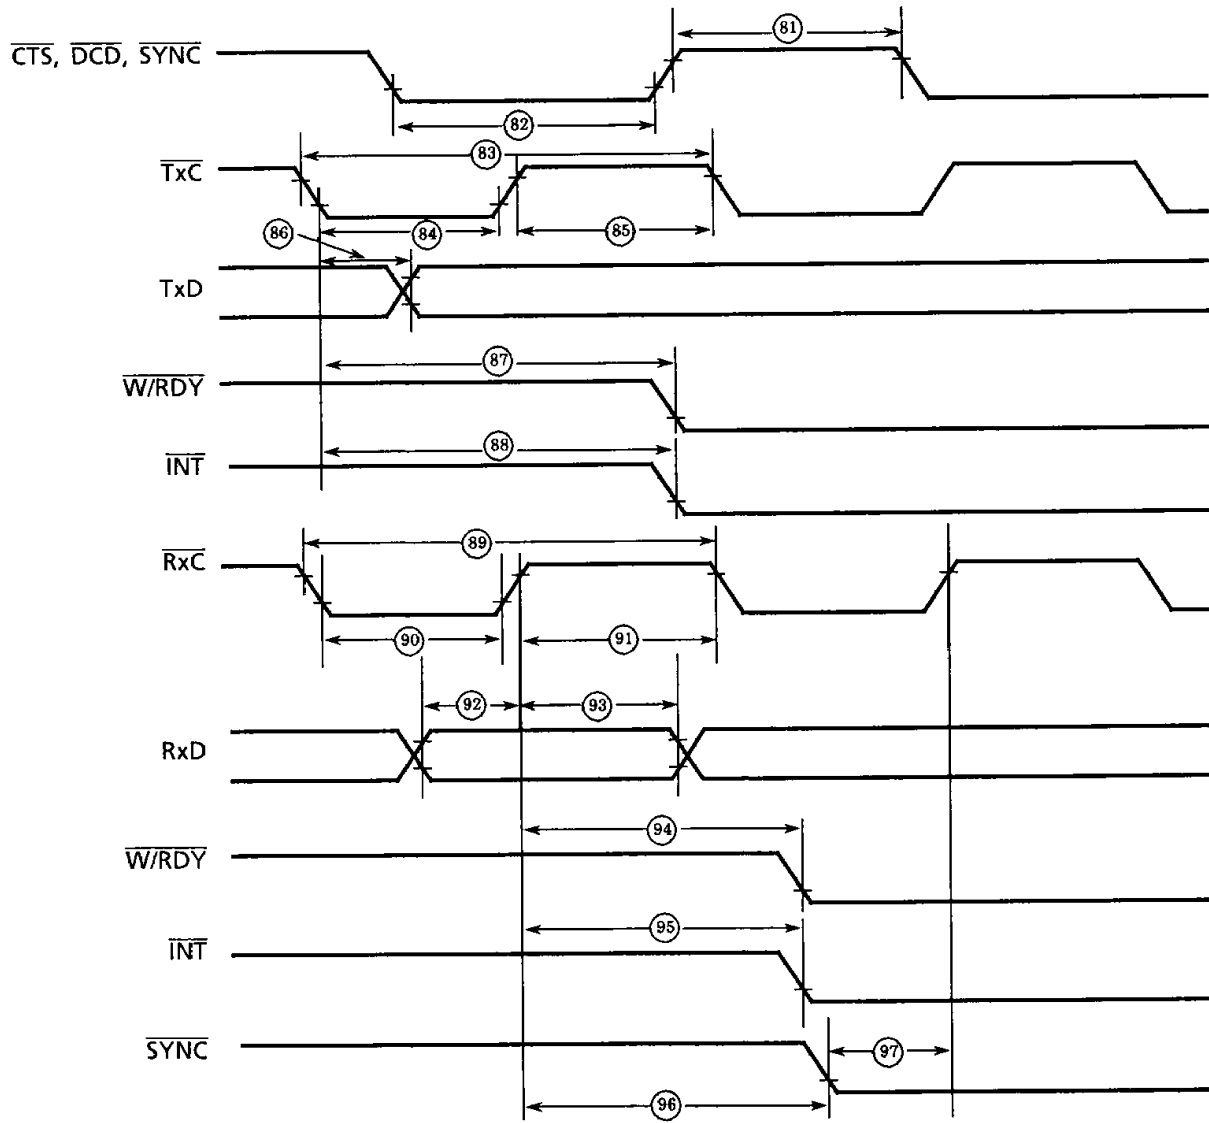 CTS, DCD, SYNC
81
82
83
TxC
84
85
86
TxD
87
W/RDY
88
INT
89
RxC
90
91
92
93
RxD
94
W/RDY
95
INT
97
SYNC
96